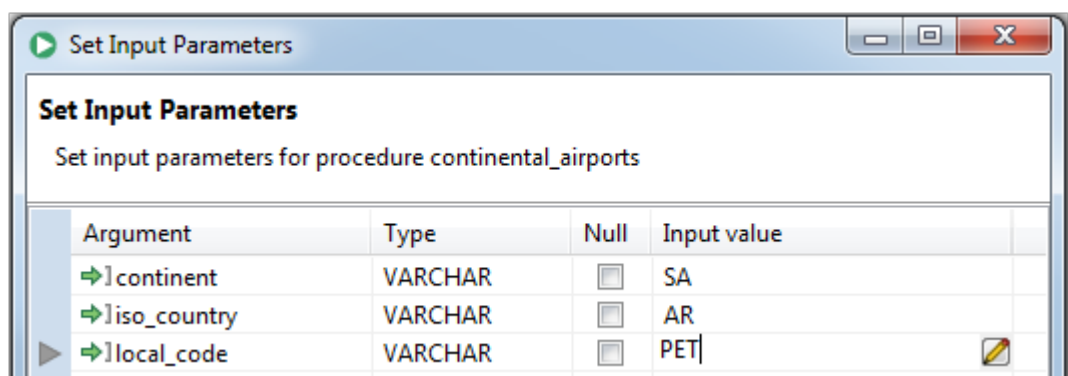 Set Input Parameters
Set Input Parameters
Set input parameters for procedure continental_airports
Argument Type Null Input value
continent VARCHAR SA
iso_country VARCHAR AR
local_code VARCHAR PET